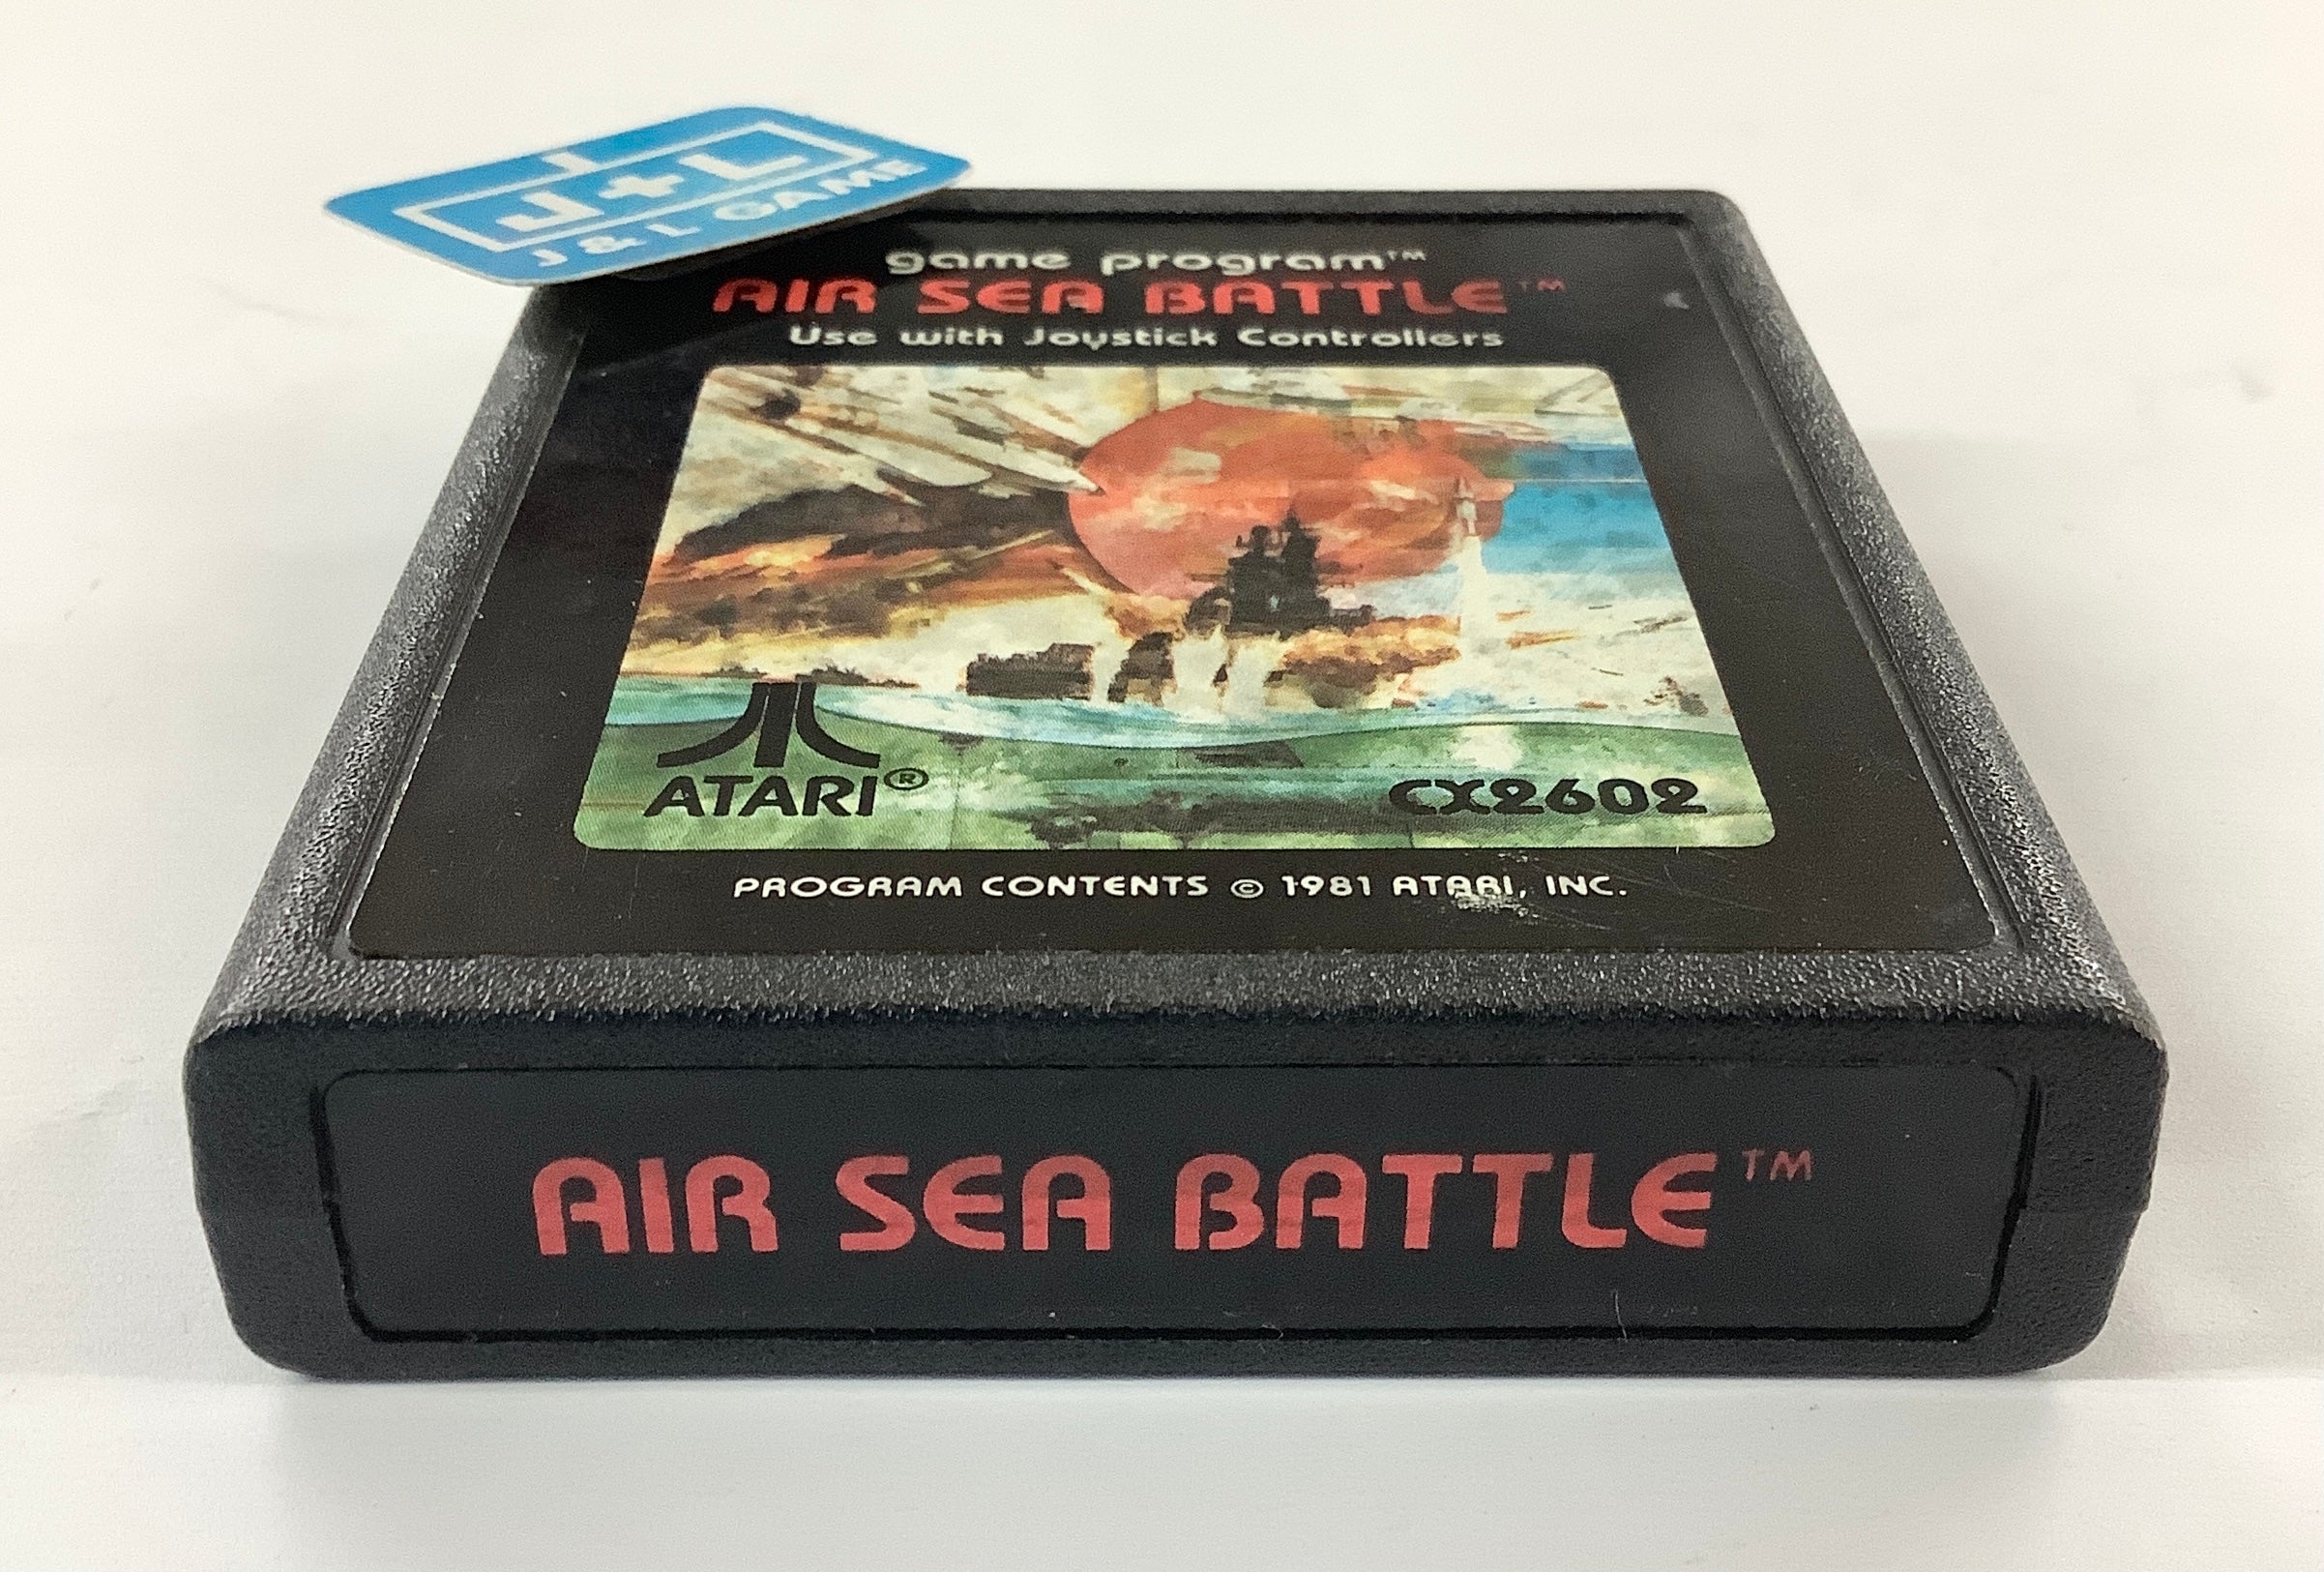 J+L
J & L GAME
game program™
AIR SEA BATTLE™
Use with Joystick Controllers
ATARI®
CX2602
PROGRAM CONTENTS © 1981 ATARI, INC.
AIR SEA BATTLE™